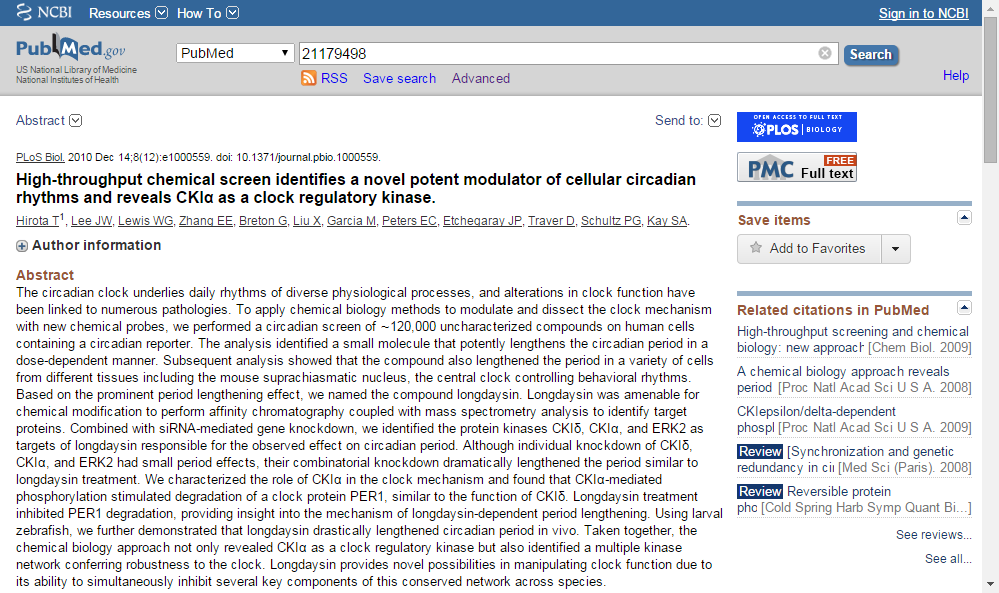 NCBI Resources How To Sign in to NCBI
PubMed.gov
US National Library of Medicine
National Institutes of Health
PubMed 21179498 Search
RSS Save search Advanced
Help
Abstract Send to:
PLoS Biol. 2010 Dec 14;8(12):e1000559. doi: 10.1371/journal.pbio.1000559.
High-throughput chemical screen identifies a novel potent modulator of cellular circadian
rhythms and reveals CKIα as a clock regulatory kinase.
Hirota T1, Lee JW, Lewis WG, Zhang EE, Breton G, Liu X, Garcia M, Peters EC, Etchegaray JP, Traver D, Schultz PG, Kay SA.
Author information
Abstract
The circadian clock underlies daily rhythms of diverse physiological processes, and alterations in clock function have
been linked to numerous pathologies. To apply chemical biology methods to modulate and dissect the clock mechanism
with new chemical probes, we performed a circadian screen of ~120,000 uncharacterized compounds on human cells
containing a circadian reporter. The analysis identified a small molecule that potently lengthens the circadian period in a
dose-dependent manner. Subsequent analysis showed that the compound also lengthened the period in a variety of cells
from different tissues including the mouse suprachiasmatic nucleus, the central clock controlling behavioral rhythms.
Based on the prominent period lengthening effect, we named the compound longdaysin. Longdaysin was amenable for
chemical modification to perform affinity chromatography coupled with mass spectrometry analysis to identify target
proteins. Combined with siRNA-mediated gene knockdown, we identified the protein kinases CKIδ, CKIα, and ERK2 as
targets of longdaysin responsible for the observed effect on circadian period. Although individual knockdown of CKIδ,
CKIα, and ERK2 had small period effects, their combinatorial knockdown dramatically lengthened the period similar to
longdaysin treatment. We characterized the role of CKIα in the clock mechanism and found that CKIα-mediated
phosphorylation stimulated degradation of a clock protein PER1, similar to the function of CKIδ. Longdaysin treatment
inhibited PER1 degradation, providing insight into the mechanism of longdaysin-dependent period lengthening. Using larval
zebrafish, we further demonstrated that longdaysin drastically lengthened circadian period in vivo. Taken together, the
chemical biology approach not only revealed CKIα as a clock regulatory kinase but also identified a multiple kinase
network conferring robustness to the clock. Longdaysin provides novel possibilities in manipulating clock function due to
its ability to simultaneously inhibit several key components of this conserved network across species.
OPEN ACCESS TO FULL TEXT
PLOS BIOLOGY
PMC FREE
Full text
Save items
Add to Favorites
Related citations in PubMed
High-throughput screening and chemical
biology: new approach [Chem Biol. 2009]
A chemical biology approach reveals
period [Proc Natl Acad Sci U S A. 2008]
CKIepsilon/delta-dependent
phospl [Proc Natl Acad Sci U S A. 2009]
Review [Synchronization and genetic
redundancy in cir [Med Sci (Paris). 2008]
Review Reversible protein
phc [Cold Spring Harb Symp Quant Bi...]
See reviews...
See all...